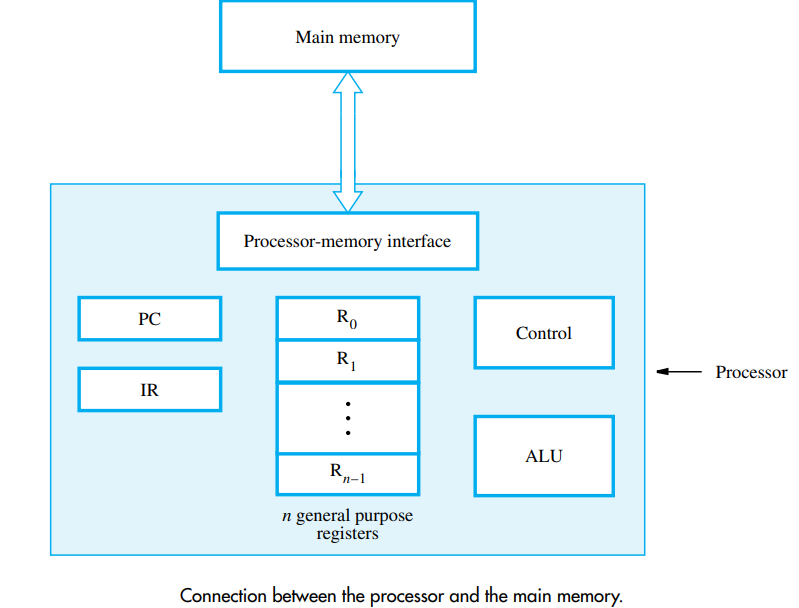 Main memory
Processor-memory interface
PC
R0
Control
R1
IR
Processor
⋮
ALU
Rn–1
n general purpose
registers
Connection between the processor and the main memory.